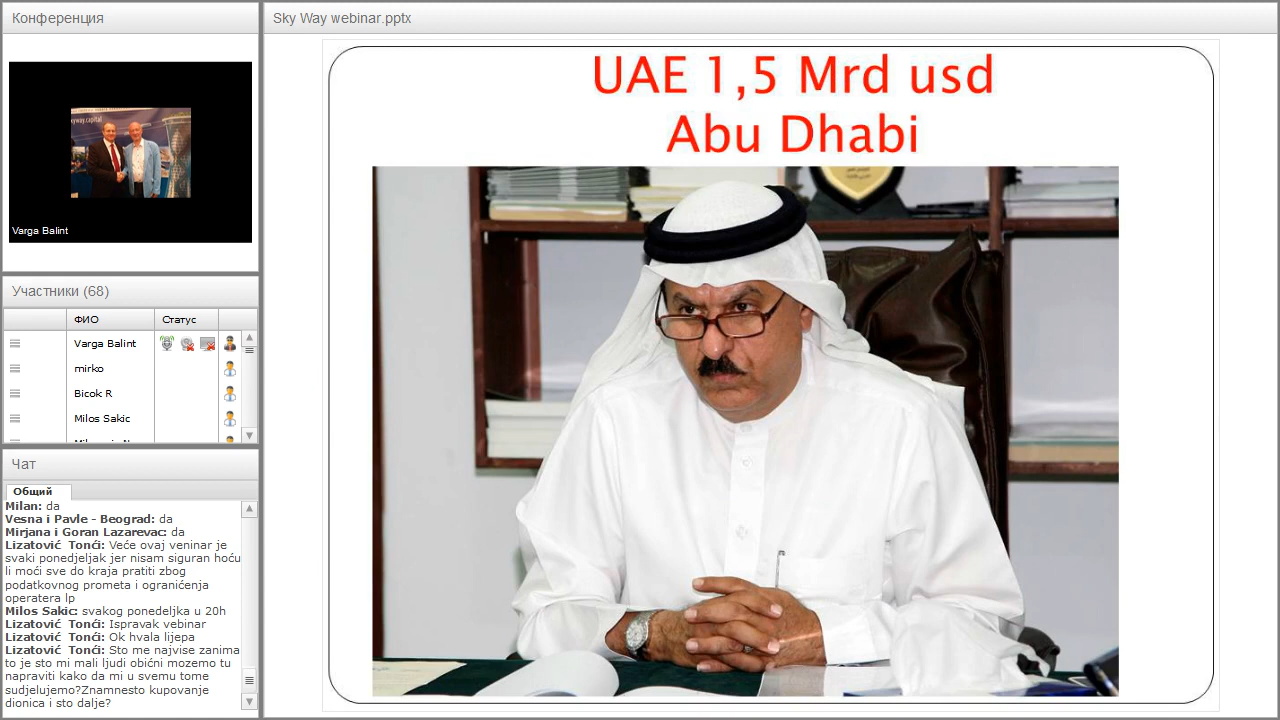 Конференция
Sky Way webinar.pptx
UAE 1,5 Mrd usd
Abu Dhabi
Varga Balint
Участники (68)
ФИО
Статус
Varga Balint
mirko
Bicok R
Milos Sakic
Чат
Общий
Milan: da
Vesna i Pavle - Beograd: da
Mirjana i Goran Lazarevac: da
Lizatović Tonći: Veće ovaj veninar je
svaki ponedjeljak jer nisam siguran hoću
li moći sve do kraja pratiti zbog
podatkovnog prometa i ogranićenja
operatera lp
Milos Sakic: svakog ponedeljka u 20h
Lizatović Tonći: Ispravak vebinar
Lizatović Tonći: Ok hvala lijepa
Lizatović Tonći: Sto me najvise zanima
to je sto mi mali ljudi obićni mozemo tu
napraviti kako da mi u svemu tome
sudjelujemo?Znamnesto kupovanje
dionica i sto dalje?